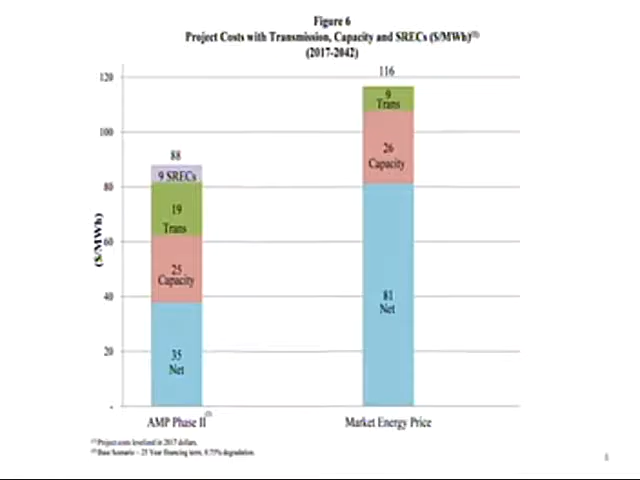 Figure 6
Project Costs with Transmission, Capacity and SRECs ($/MWh)(1)
(2017-2042)
116
120
9
Trans
100
26
Capacity
88
9 SRECs
80
19
Trans
60
($/MWh)
25
Capacity
40
81
Net
35
Net
20
-
AMP Phase II(2)
Market Energy Price
(1) Project costs levelized in 2017 dollars.
(2) Base Scenario – 25 Year financing term, 0.75% degradation.